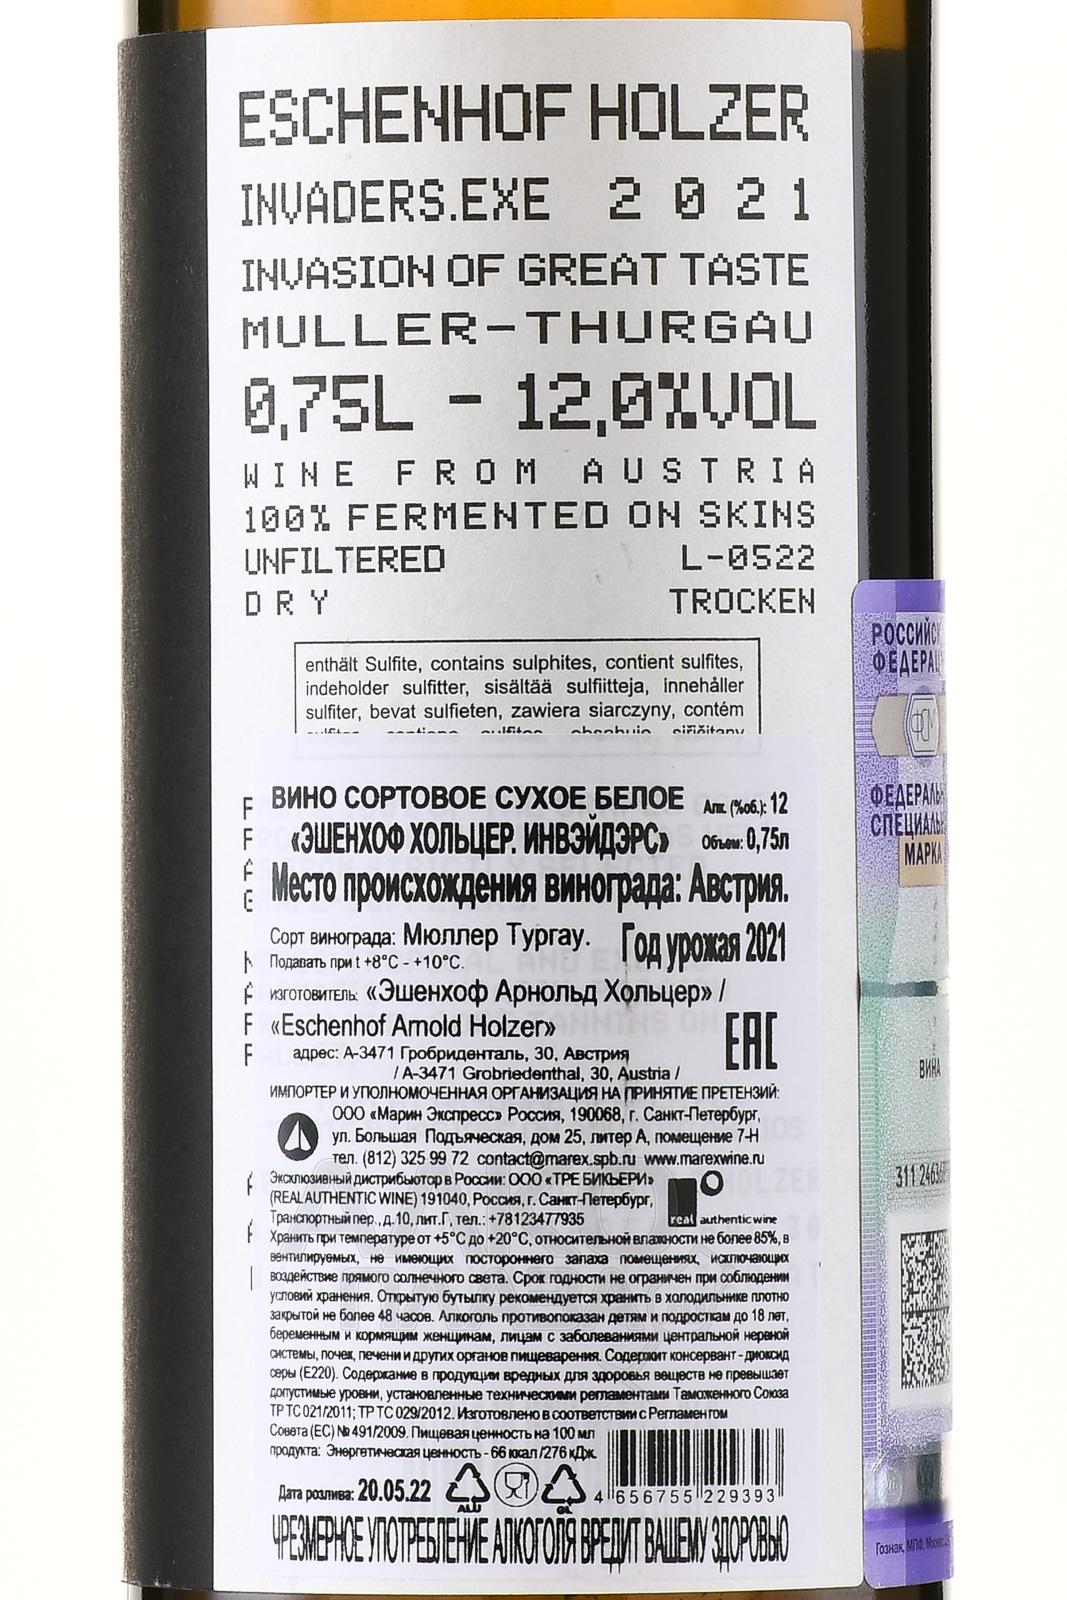 ESCHENHOF HOLZER
INVADERS.EXE 2021
INVASION OF GREAT TASTE
MULLER-THURGAU
0,75L - 12,0%VOL
WINE FROM AUSTRIA
100% FERMENTED ON SKINS
UNFILTERED L-0522
DRY TROCKEN
enthält Sulfite, contains sulphites, contient sulfites,
indeholder sulfitter, sisältää sulfiitteja, innehåller
sulfiter, bevat sulfieten, zawiera siarczyny, contém
sulfitos, contiene sulfitos, obsahuje siřičitany
ВИНО СОРТОВОЕ СУХОЕ БЕЛОЕ Алк. (%об.): 12
«ЭШЕНХОФ ХОЛЬЦЕР. ИНВЭЙДЭРС» Объем: 0,75л
Место происхождения винограда: Австрия.
Сорт винограда: Мюллер Тургау. Год урожая 2021
Подавать при t +8°C - +10°C.
ИЗГОТОВИТЕЛЬ: «Эшенхоф Арнольд Хольцер» /
«Eschenhof Arnold Holzer»
EAC
адрес: А-3471 Гробриденталь, 30, Австрия
/ A-3471 Grobriedenthal, 30, Austria /
ИМПОРТЕР И УПОЛНОМОЧЕННАЯ ОРГАНИЗАЦИЯ НА ПРИНЯТИЕ ПРЕТЕНЗИЙ:
ООО «Марин Экспресс» Россия, 190068, г. Санкт-Петербург,
ул. Большая Подъяческая, дом 25, литер А, помещение 7-Н
тел. (812) 325 99 72 contact@marex.spb.ru www.marexwine.ru
Эксклюзивный дистрибьютор в России: ООО «ТРЕ БИКЬЕРИ»
(REAL AUTHENTIC WINE) 191040, Россия, г. Санкт-Петербург,
Транспортный пер., д.10, лит.Г, тел.: +78123477935
real authentic wine
Хранить при температуре от +5°С до +20°С, относительной влажности не более 85%, в
вентилируемых, не имеющих постороннего запаха помещениях, исключающих
воздействие прямого солнечного света. Срок годности не ограничен при соблюдении
условий хранения. Открытую бутылку рекомендуется хранить в холодильнике плотно
закрытой не более 48 часов. Алкоголь противопоказан детям и подросткам до 18 лет,
беременным и кормящим женщинам, лицам с заболеваниями центральной нервной
системы, почек, печени и других органов пищеварения. Содержит консервант - диоксид
серы (Е220). Содержание в продукции вредных для здоровья веществ не превышает
допустимые уровни, установленные техническими регламентами Таможенного Союза
ТР ТС 021/2011; ТР ТС 029/2012. Изготовлено в соответствии с Регламентом
Совета (ЕС) № 491/2009. Пищевая ценность на 100 мл
продукта: Энергетическая ценность - 66 ккал /276 кДж.
Дата розлива: 20.05.22
ALU GL
4 656755 229393
ЧРЕЗМЕРНОЕ УПОТРЕБЛЕНИЕ АЛКОГОЛЯ ВРЕДИТ ВАШЕМУ ЗДОРОВЬЮ
МАРКА
ВИНА